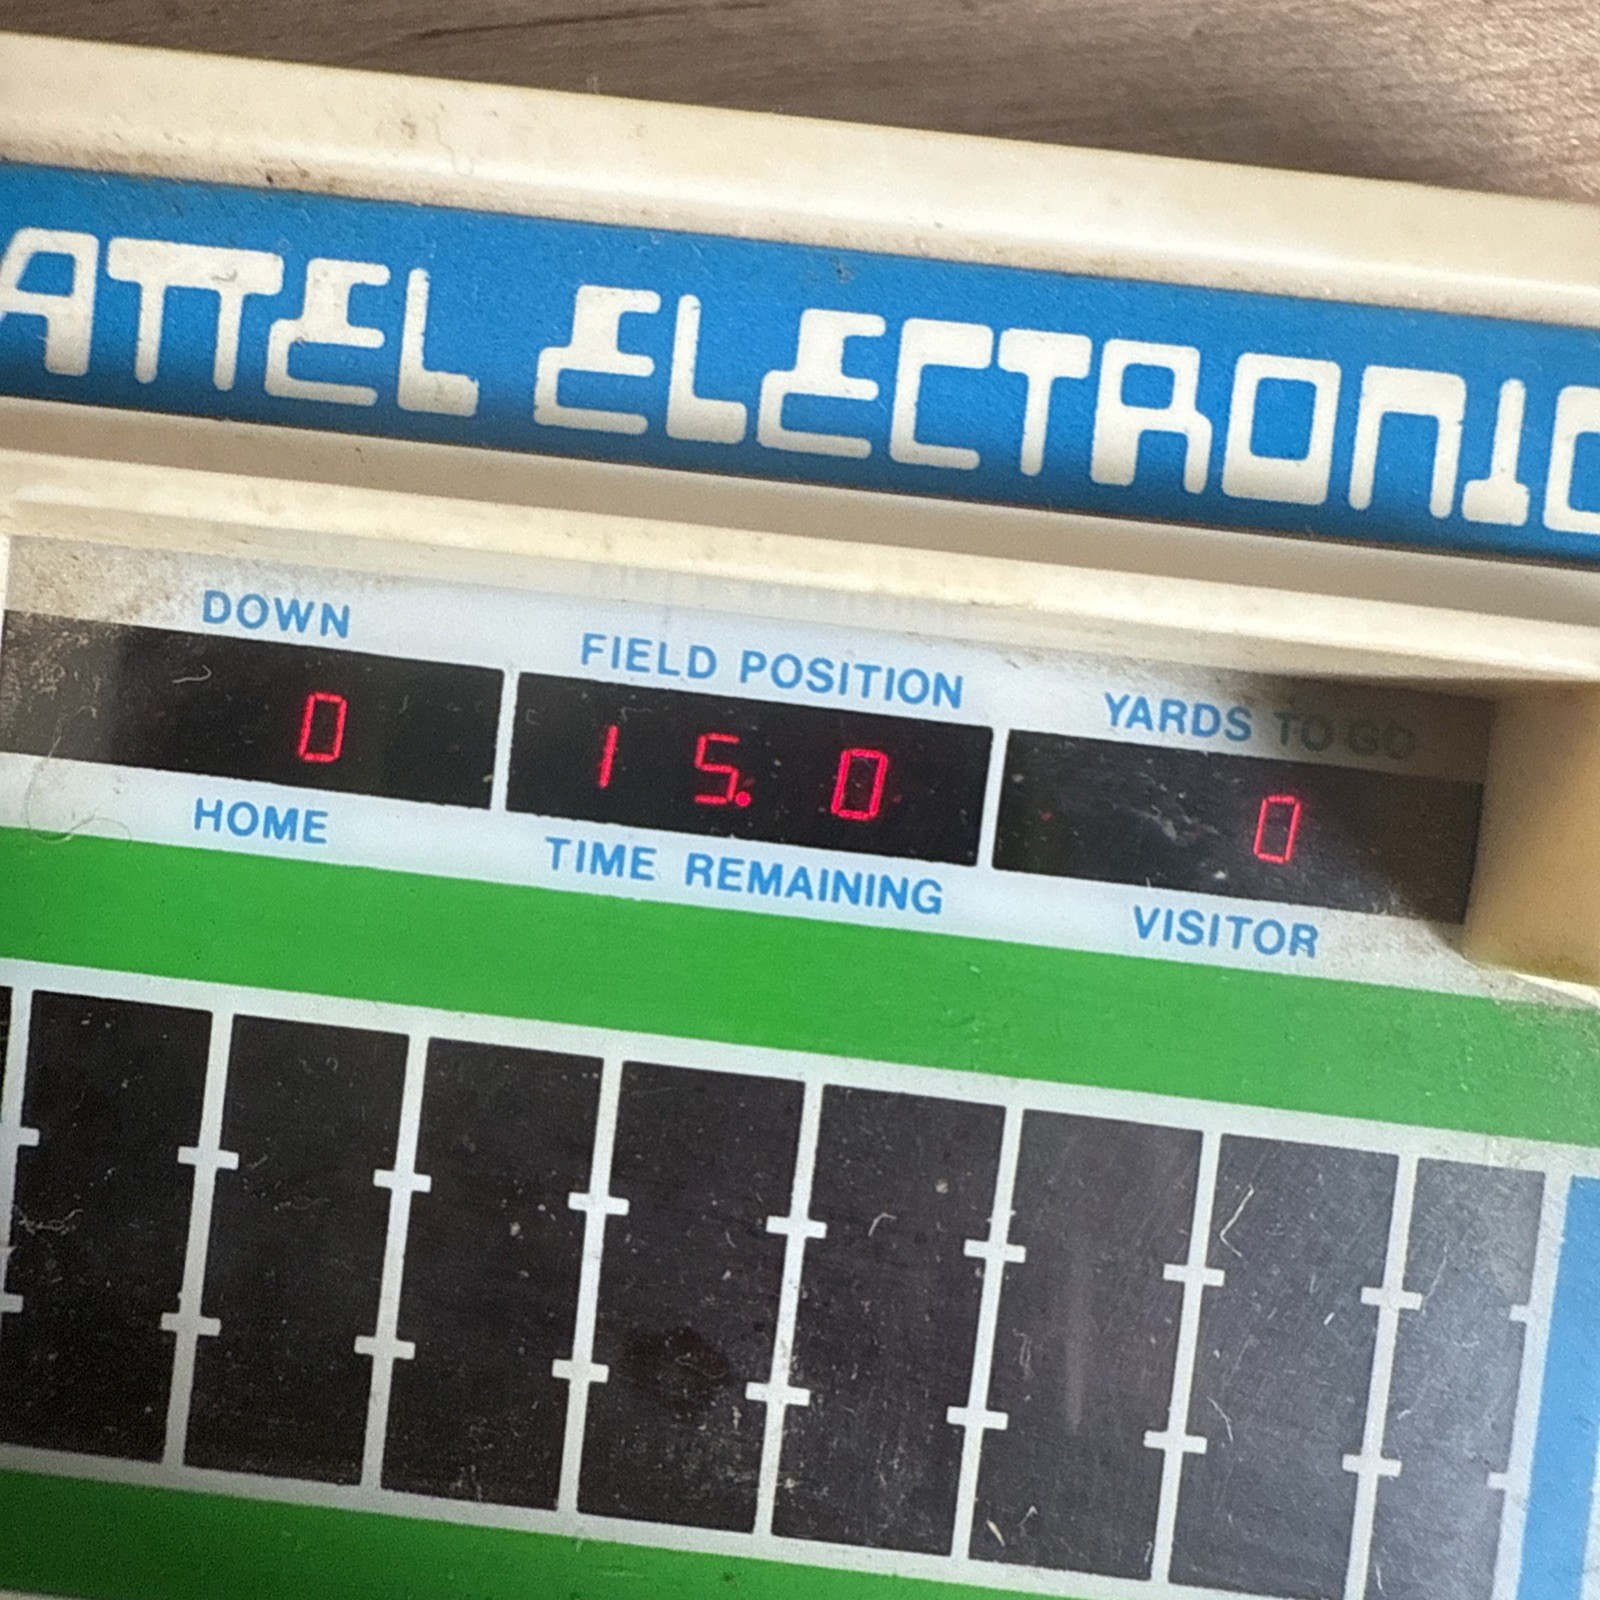 ATTEL ELECTRONIC
DOWN FIELD POSITION YARDS TO GO
0 15.0 0
HOME TIME REMAINING VISITOR